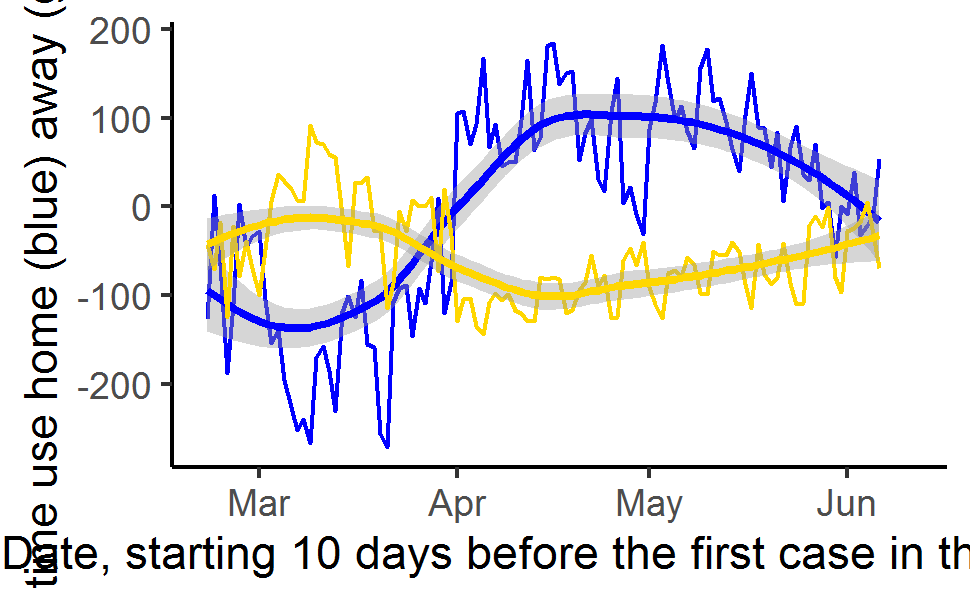 time use home (blue) away (
200
100
0
-100
-200
Mar Apr May Jun
Date, starting 10 days before the first case in th